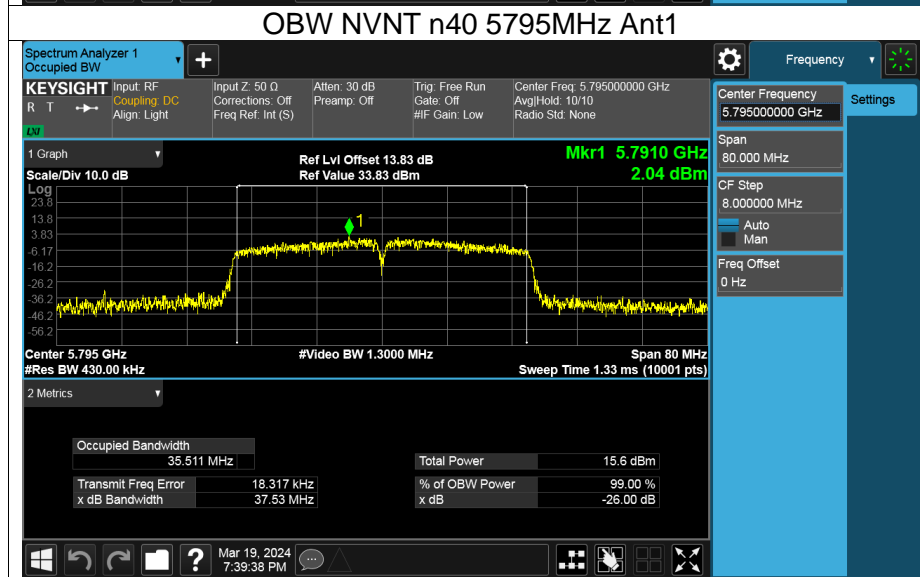 OBW NVNT n40 5795MHz Ant1
Spectrum Analyzer 1
Occupied BW
+
Frequency
KEYSIGHT
R T
LXI
Input: RF
Coupling: DC
Align: Light
Input Z: 50 Ω
Corrections: Off
Freq Ref: Int (S)
Atten: 30 dB
Preamp: Off
Trig: Free Run
Gate: Off
#IF Gain: Low
Center Freq: 5.795000000 GHz
Avg|Hold: 10/10
Radio Std: None
Center Frequency
5.795000000 GHz
Settings
Span
80.000 MHz
CF Step
8.000000 MHz
Auto
Man
Freq Offset
0 Hz
1 Graph
Scale/Div 10.0 dB
Ref Lvl Offset 13.83 dB
Ref Value 33.83 dBm
Mkr1 5.7910 GHz
2.04 dBm
Log
23.8
13.8
3.83
-6.17
-16.2
-26.2
-36.2
-46.2
-56.2
1
Center 5.795 GHz
#Res BW 430.00 kHz
#Video BW 1.3000 MHz
Span 80 MHz
Sweep Time 1.33 ms (10001 pts)
2 Metrics
Occupied Bandwidth
35.511 MHz
Total Power 15.6 dBm
Transmit Freq Error 18.317 kHz
% of OBW Power 99.00 %
x dB Bandwidth 37.53 MHz
x dB -26.00 dB
?
Mar 19, 2024
7:39:38 PM